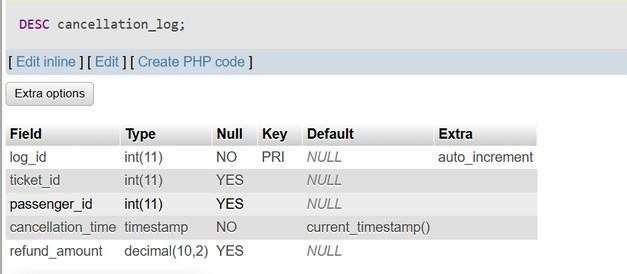 DESC cancellation_log;
[ Edit inline ] [ Edit ] [ Create PHP code ]
Extra options
Field Type Null Key Default Extra
log_id int(11) NO PRI NULL auto_increment
ticket_id int(11) YES NULL
passenger_id int(11) YES NULL
cancellation_time timestamp NO current_timestamp()
refund_amount decimal(10,2) YES NULL